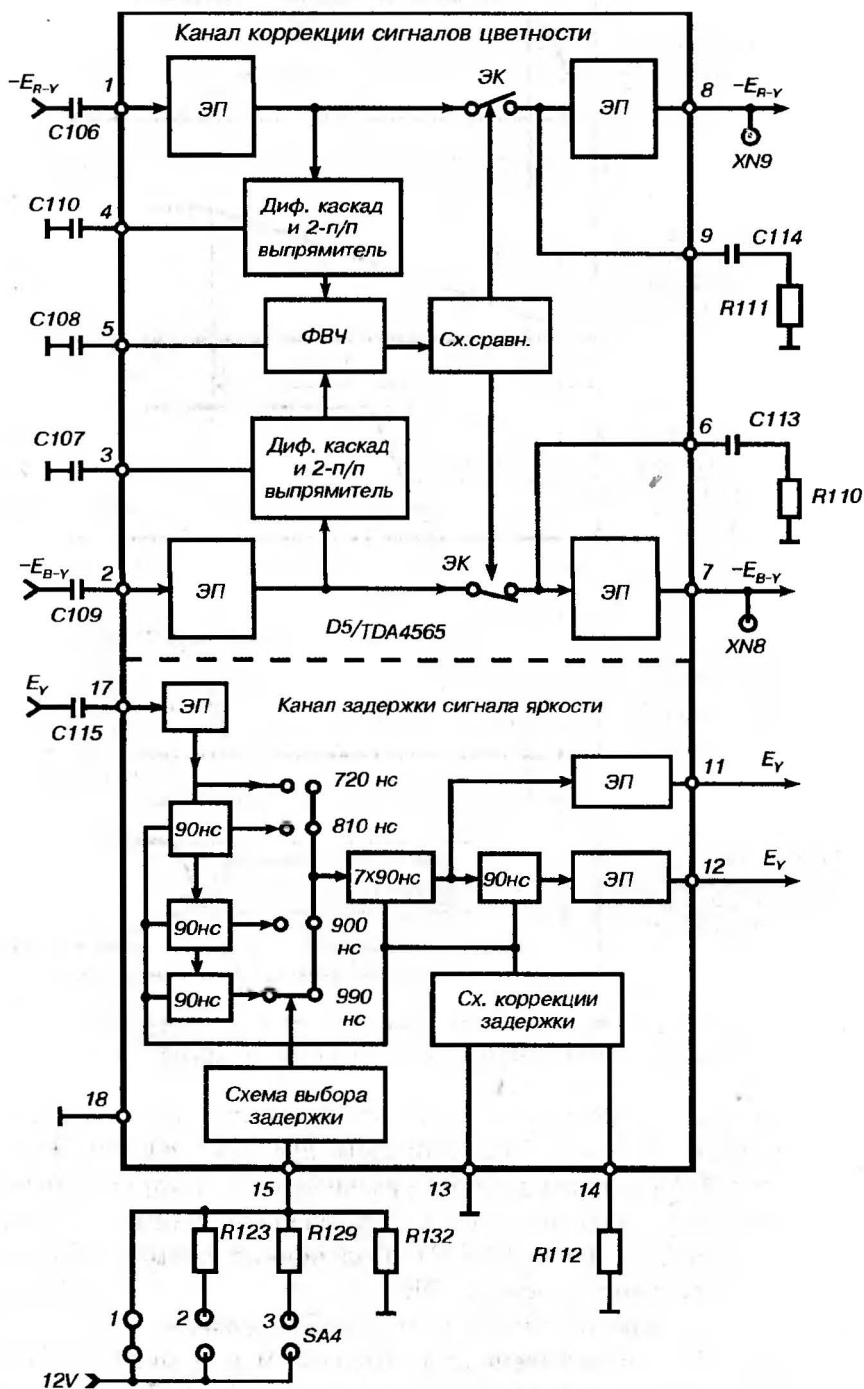 Канал коррекции сигналов цветности
–E_R-Y
1
C106
ЭП
ЭК
ЭП
8
–E_R-Y
XN9
C110
4
Диф. каскад
и 2-п/п
выпрямитель
9
C114
R111
C108
5
ФВЧ
Сх.сравн.
C107
3
Диф. каскад
и 2-п/п
выпрямитель
6
C113
R110
–E_B-Y
2
C109
ЭП
ЭК
ЭП
7
–E_B-Y
XN8
D5/TDA4565
E_Y
17
C115
ЭП
Канал задержки сигнала яркости
720 нс
ЭП
11
E_Y
90нс
810 нс
7x90нс
90нс
ЭП
12
E_Y
90нс
900
нс
90нс
990
нс
Сх. коррекции
задержки
Схема выбора
задержки
18
15
13
14
R123
R129
R132
R112
1
2
3
SA4
12V